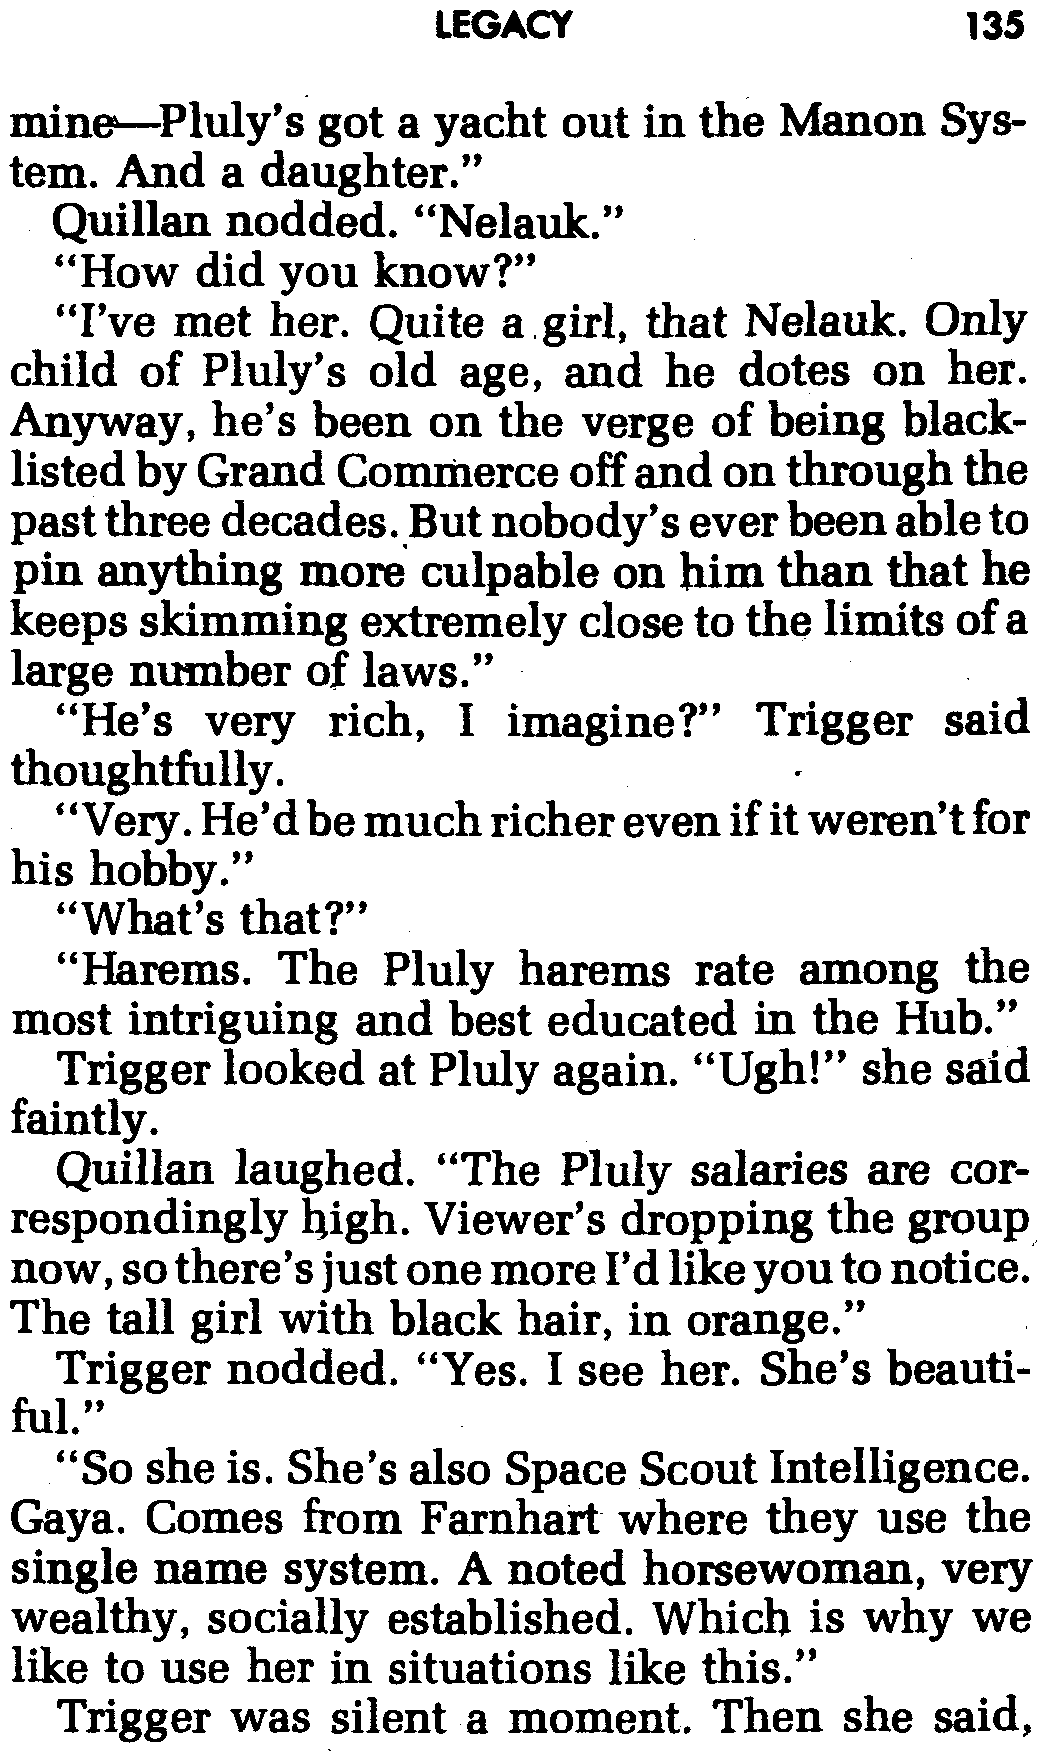 LEGACY 135
mine—Pluly's got a yacht out in the Manon Sys-
tem. And a daughter."
Quillan nodded. "Nelauk."
"How did you know?"
"I've met her. Quite a girl, that Nelauk. Only
child of Pluly's old age, and he dotes on her.
Anyway, he's been on the verge of being black-
listed by Grand Commerce off and on through the
past three decades. But nobody's ever been able to
pin anything more culpable on him than that he
keeps skimming extremely close to the limits of a
large number of laws."
"He's very rich, I imagine?" Trigger said
thoughtfully.
"Very. He'd be much richer even if it weren't for
his hobby."
"What's that?"
"Harems. The Pluly harems rate among the
most intriguing and best educated in the Hub."
Trigger looked at Pluly again. "Ugh!" she said
faintly.
Quillan laughed. "The Pluly salaries are cor-
respondingly high. Viewer's dropping the group
now, so there's just one more I'd like you to notice.
The tall girl with black hair, in orange."
Trigger nodded. "Yes. I see her. She's beauti-
ful."
"So she is. She's also Space Scout Intelligence.
Gaya. Comes from Farnhart where they use the
single name system. A noted horsewoman, very
wealthy, socially established. Which is why we
like to use her in situations like this."
Trigger was silent a moment. Then she said,